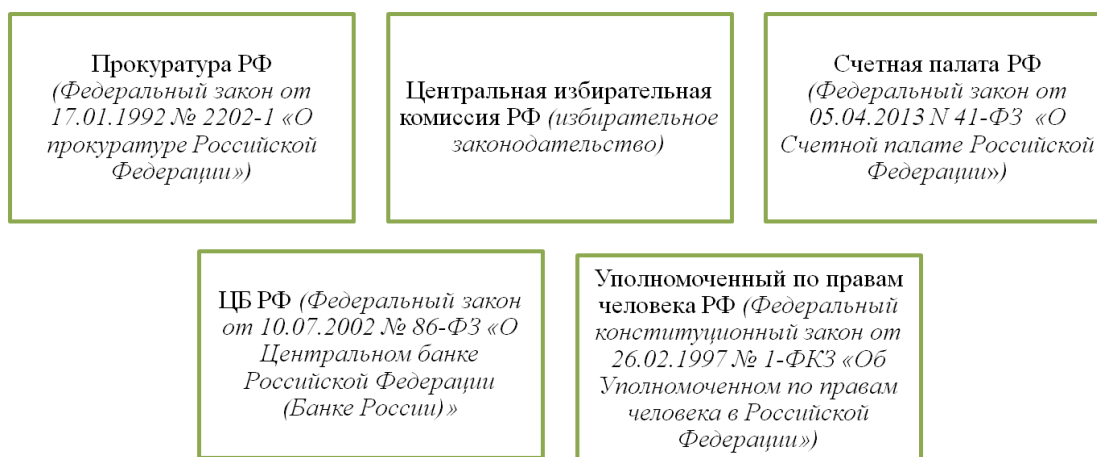 Прокуратура РФ
(Федеральный закон от
17.01.1992 № 2202-1 «О
прокуратуре Российской
Федерации»)
Центральная избирательная
комиссия РФ (избирательное
законодательство)
Счетная палата РФ
(Федеральный закон от
05.04.2013 N 41-ФЗ «О
Счетной палате Российской
Федерации»)
ЦБ РФ (Федеральный закон
от 10.07.2002 № 86-ФЗ «О
Центральном банке
Российской Федерации
(Банке России)»
Уполномоченный по правам
человека РФ (Федеральный
конституционный закон от
26.02.1997 № 1-ФКЗ «Об
Уполномоченном по правам
человека в Российской
Федерации»)